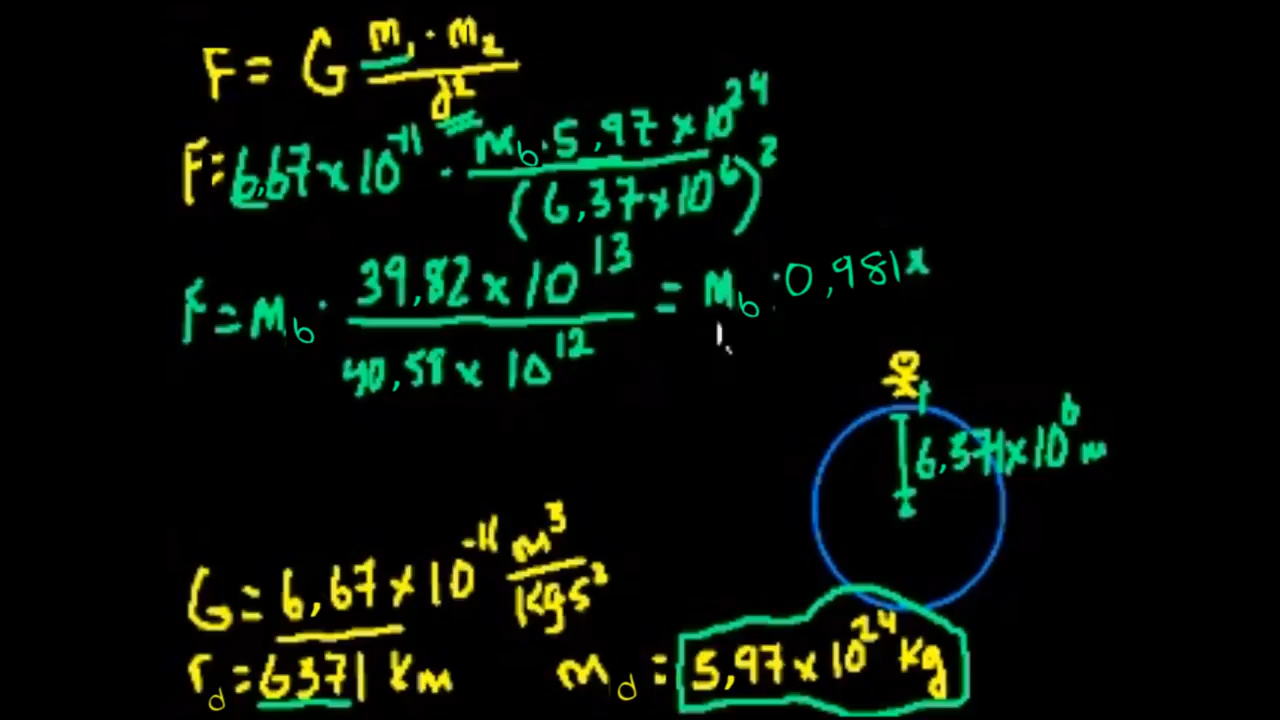 F = G m₁ · m₂ / d²
F = 6,67 x 10⁻¹¹ · m_b · 5,97 x 10²⁴ / (6,37 x 10⁶)²
F = m_b · 39,82 x 10¹³ / 40,58 x 10¹² = m_b · 0,981 x
6,371 x 10⁶ m
G = 6,67 x 10⁻¹¹ m³ / kg s²
r_d = 6371 km
m_d = 5,97 x 10²⁴ kg